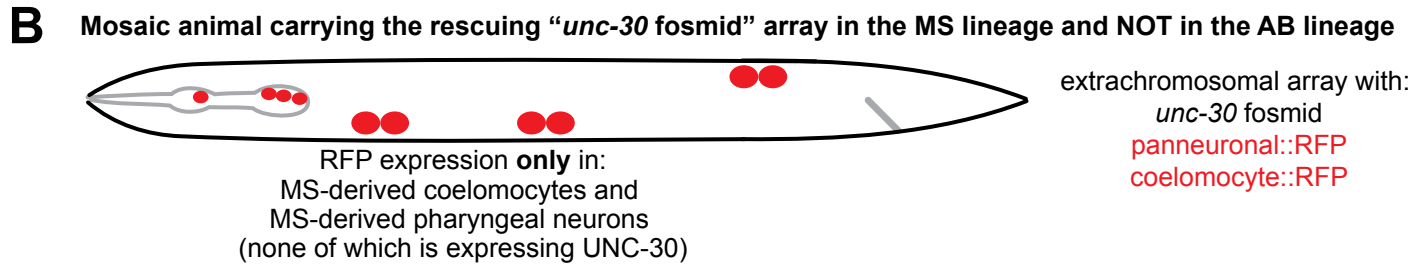 B
Mosaic animal carrying the rescuing “unc-30 fosmid” array in the MS lineage and NOT in the AB lineage
RFP expression only in:
MS-derived coelomocytes and
MS-derived pharyngeal neurons
(none of which is expressing UNC-30)
extrachromosomal array with:
unc-30 fosmid
panneuronal::RFP
coelomocyte::RFP